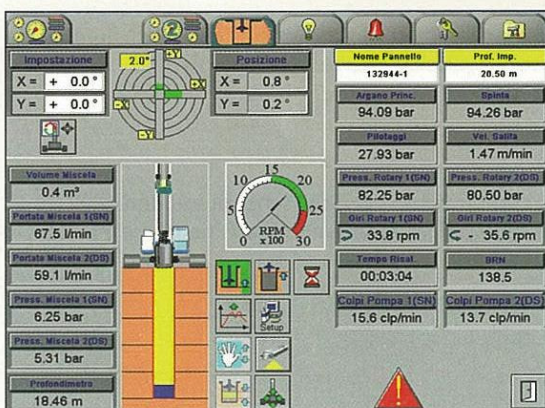 2
Impostazione
X = + 0.0 °
Y = + 0.0 °
2.0°
+Y
-X
+X
-Y
Posizione
X = 0.8 °
Y = 0.2 °
Nome Pannello
132944-1
Prof. Imp.
20.50 m
Argano Princ.
94.09 bar
Spinta
94.26 bar
Pilotaggi
27.93 bar
Vel. Salita
1.47 m/min
Press. Rotary 1(SN)
82.25 bar
Press. Rotary 2(DS)
80.50 bar
Giri Rotary 1(SN)
33.8 rpm
Giri Rotary 2(DS)
- 35.6 rpm
Tempo Risal.
00:03:04
BRN
138.5
Colpi Pompa 1(SN)
15.6 clp/min
Colpi Pompa 2(DS)
13.7 clp/min
Volume Miscela
0.4 m³
Portata Miscela 1(SN)
67.5 l/min
Portata Miscela 2(DS)
59.1 l/min
Press. Miscela 1(SN)
6.25 bar
Press. Miscela 2(DS)
5.31 bar
Profondimetro
18.46 m
0
5
10
15
20
25
30
RPM
x 100
Setup